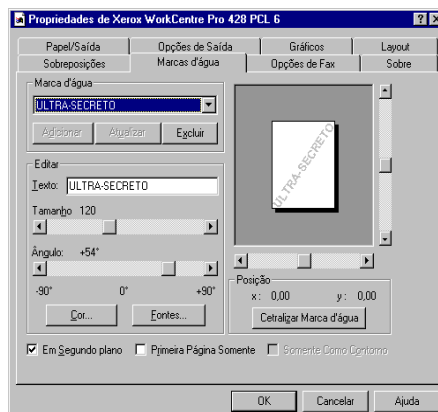 Propriedades de Xerox WorkCentre Pro 428 PCL 6
Papel/Saída Opções de Saída Gráficos Layout
Sobreposições Marcas d'água Opções de Fax Sobre
Marca d'água
ULTRA-SECRETO
Adicionar Atualizar Excluir
Editar
Texto: ULTRA-SECRETO
Tamanho 120
Ângulo: +54°
-90° 0° +90°
Cor... Fontes...
ULTRA-SECRETO
Posição
x: 0,00 y: 0,00
Cetralizar Marca d'água
Em Segundo plano Primeira Página Somente Somente Como Contorno
OK Cancelar Ajuda